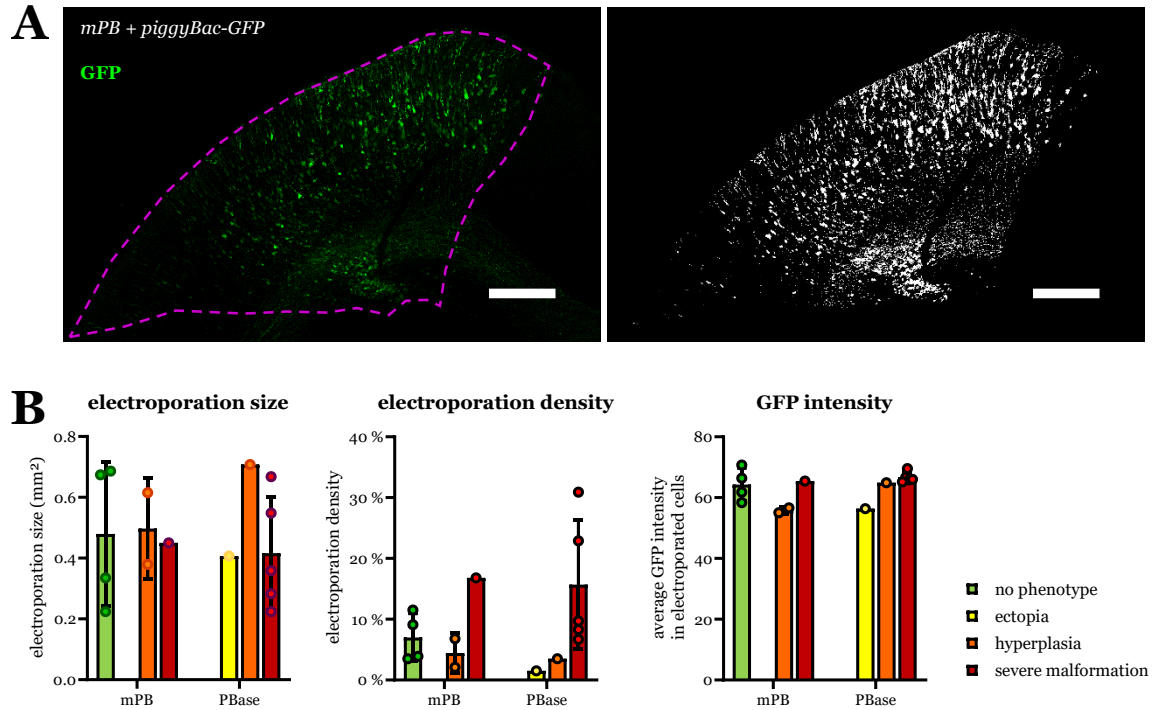 A
mPB + piggyBac-GFP
GFP
B
electroporation size
electroporation density
GFP intensity
electroporation size (mm²)
0.8
0.6
0.4
0.2
0.0
mPB
PBase
electroporation density
40 %
30 %
20 %
10 %
0 %
mPB
PBase
average GFP intensity
in electroporated cells
80
60
40
20
0
mPB
PBase
no phenotype
ectopia
hyperplasia
severe malformation